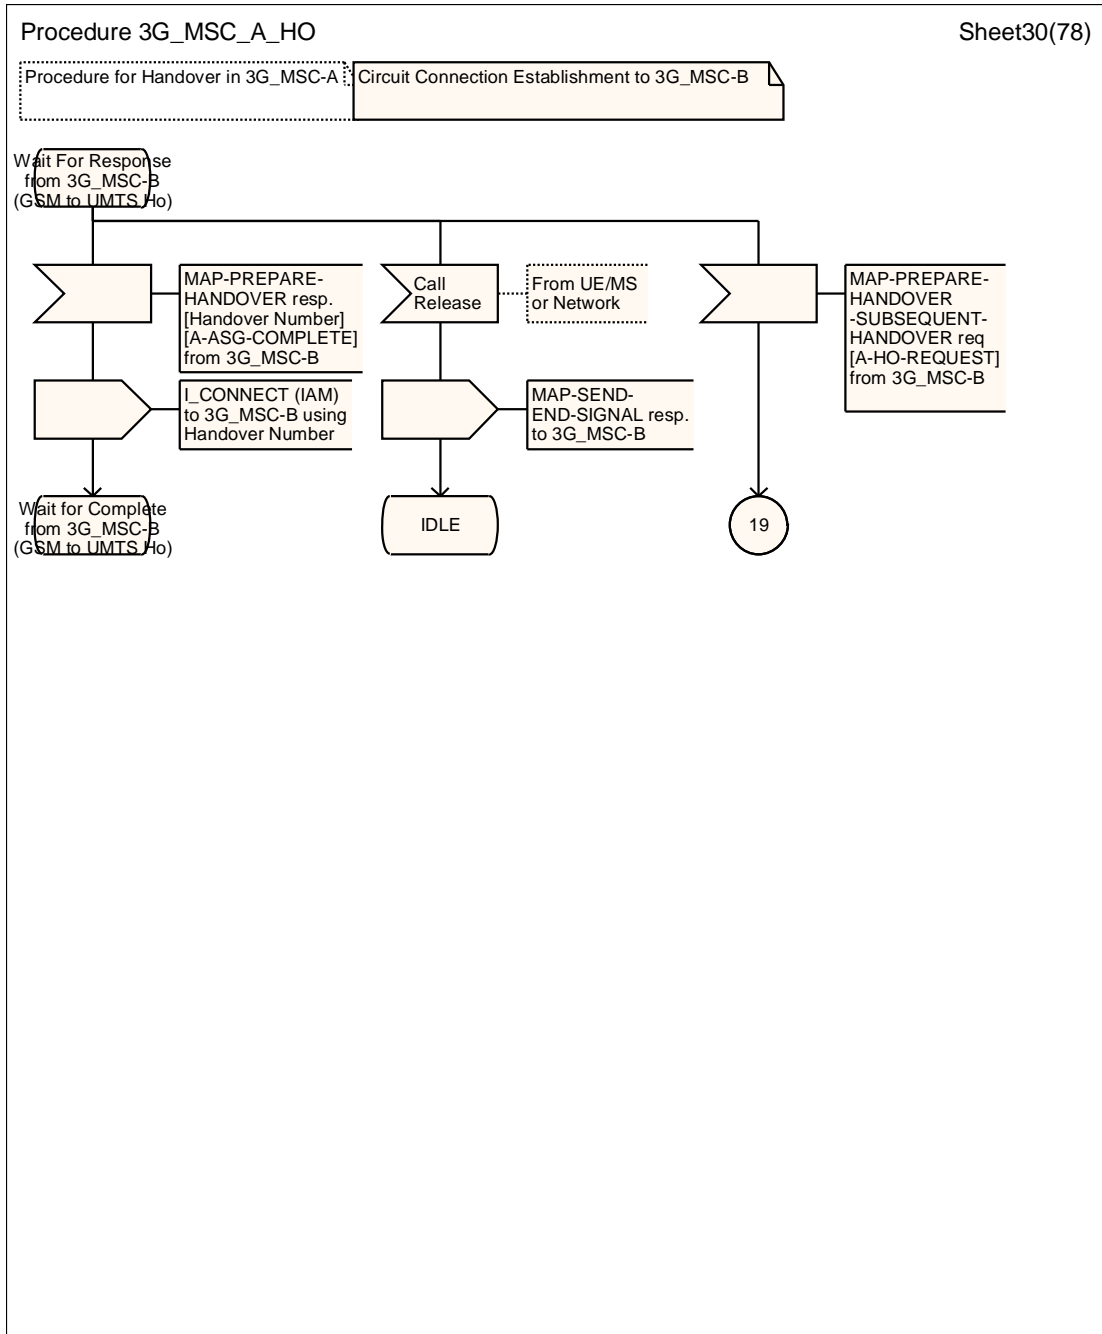 Procedure 3G_MSC_A_HO
Sheet30(78)
Procedure for Handover in 3G_MSC-A
Circuit Connection Establishment to 3G_MSC-B
Wait For Response
from 3G_MSC-B
(GSM to UMTS Ho)
MAP-PREPARE-
HANDOVER resp.
[Handover Number]
[A-ASG-COMPLETE]
from 3G_MSC-B
Call
Release
From UE/MS
or Network
MAP-PREPARE-
HANDOVER
-SUBSEQUENT-
HANDOVER req
[A-HO-REQUEST]
from 3G_MSC-B
I_CONNECT (IAM)
to 3G_MSC-B using
Handover Number
MAP-SEND-
END-SIGNAL resp.
to 3G_MSC-B
Wait for Complete
from 3G_MSC-B
(GSM to UMTS Ho)
IDLE
19